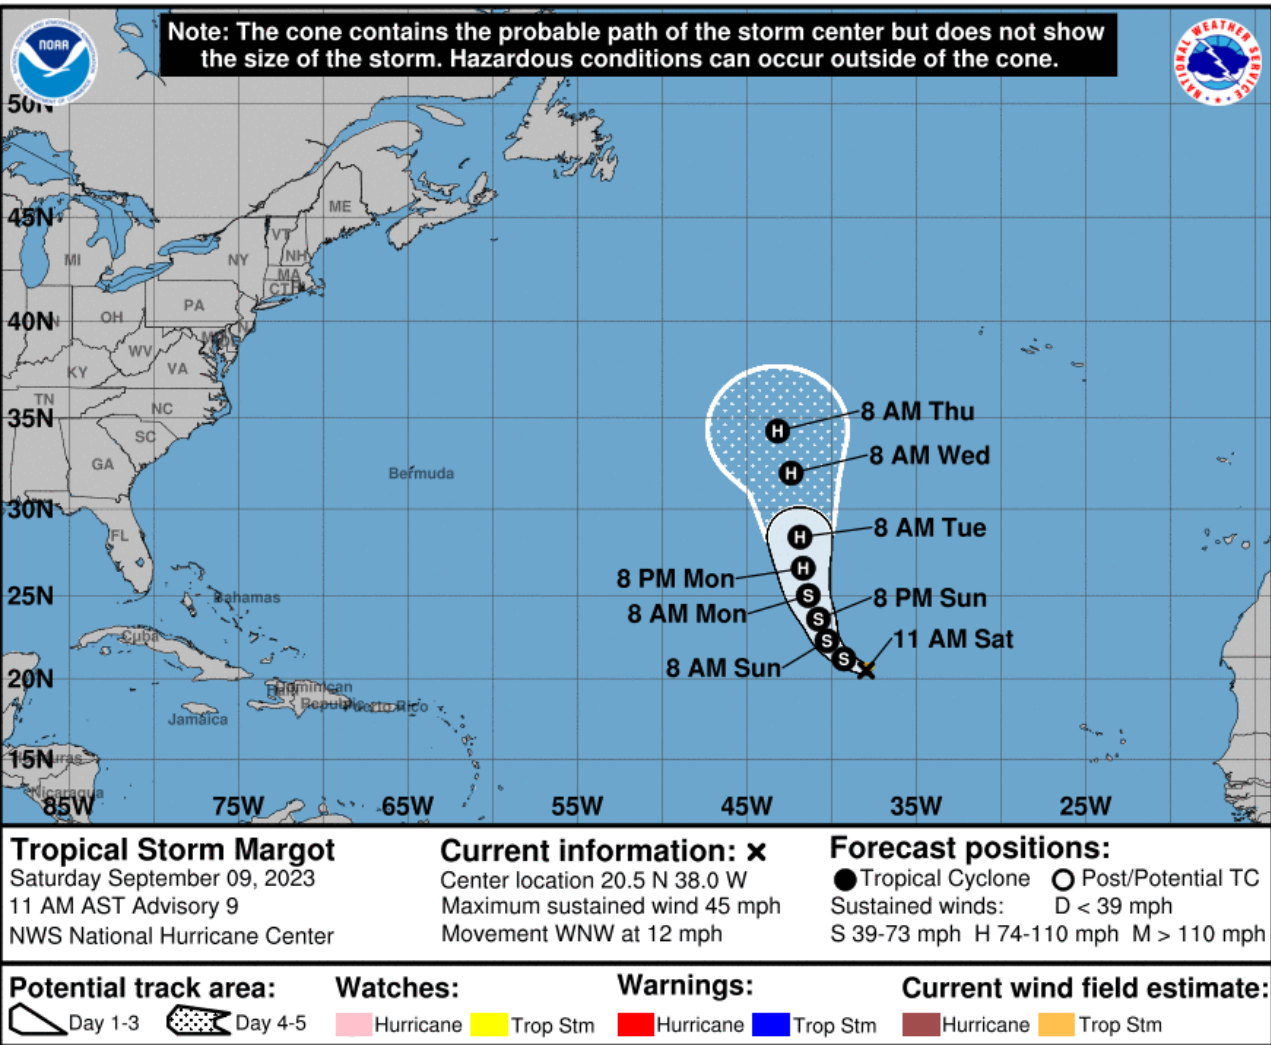 Note: The cone contains the probable path of the storm center but does not show
the size of the storm. Hazardous conditions can occur outside of the cone.
NOAA
NATIONAL WEATHER SERVICE
50N
45N
ME
VT
NH
MI
NY
MA
CT
40N
OH
PA
WV
KY
VA
TN
NC
35N
SC
GA
8 AM Thu
8 AM Wed
Bermuda
30N
FL
8 AM Tue
8 PM Mon
25N
Bahamas
8 AM Mon
8 PM Sun
Cuba
11 AM Sat
8 AM Sun
20N
Dominican
Republic
Puerto Rico
Jamaica
15N
Nicaragua
85W 75W 65W 55W 45W 35W 25W
H
H
H
H
S
S
S
S
Tropical Storm Margot
Saturday September 09, 2023
11 AM AST Advisory 9
NWS National Hurricane Center
Current information: x
Center location 20.5 N 38.0 W
Maximum sustained wind 45 mph
Movement WNW at 12 mph
Forecast positions:
Tropical Cyclone Post/Potential TC
Sustained winds: D < 39 mph
S 39-73 mph H 74-110 mph M > 110 mph
Potential track area:
Day 1-3 Day 4-5
Watches:
Hurricane Trop Stm
Warnings:
Hurricane Trop Stm
Current wind field estimate:
Hurricane Trop Stm